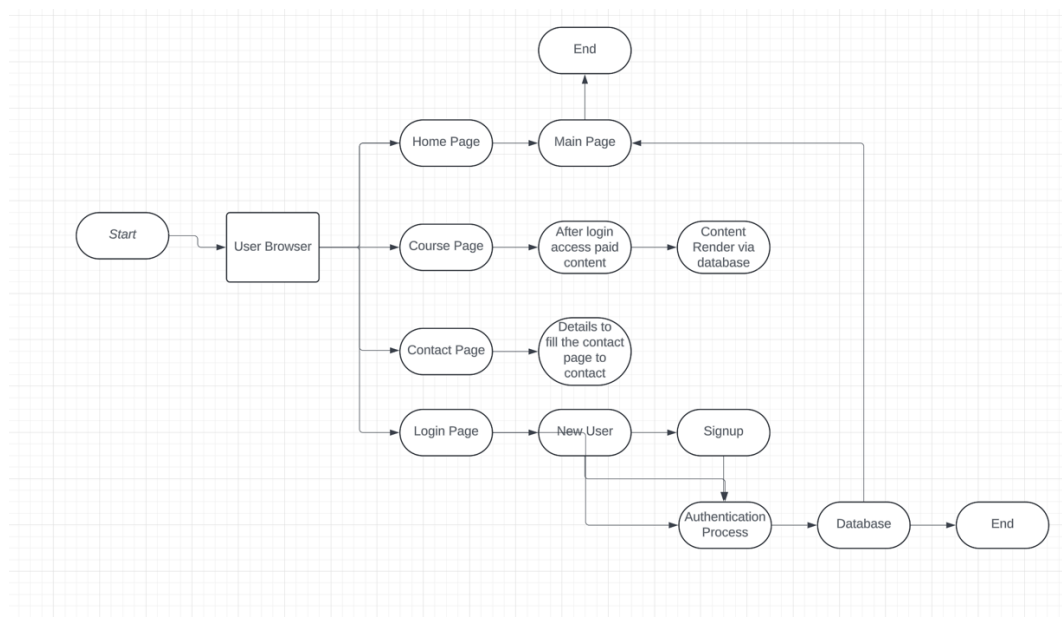 End
Home Page
Main Page
Start
User Browser
Course Page
After login
access paid
content
Content
Render via
database
Contact Page
Details to
fill the contact
page to
contact
Login Page
New User
Signup
Authentication
Process
Database
End